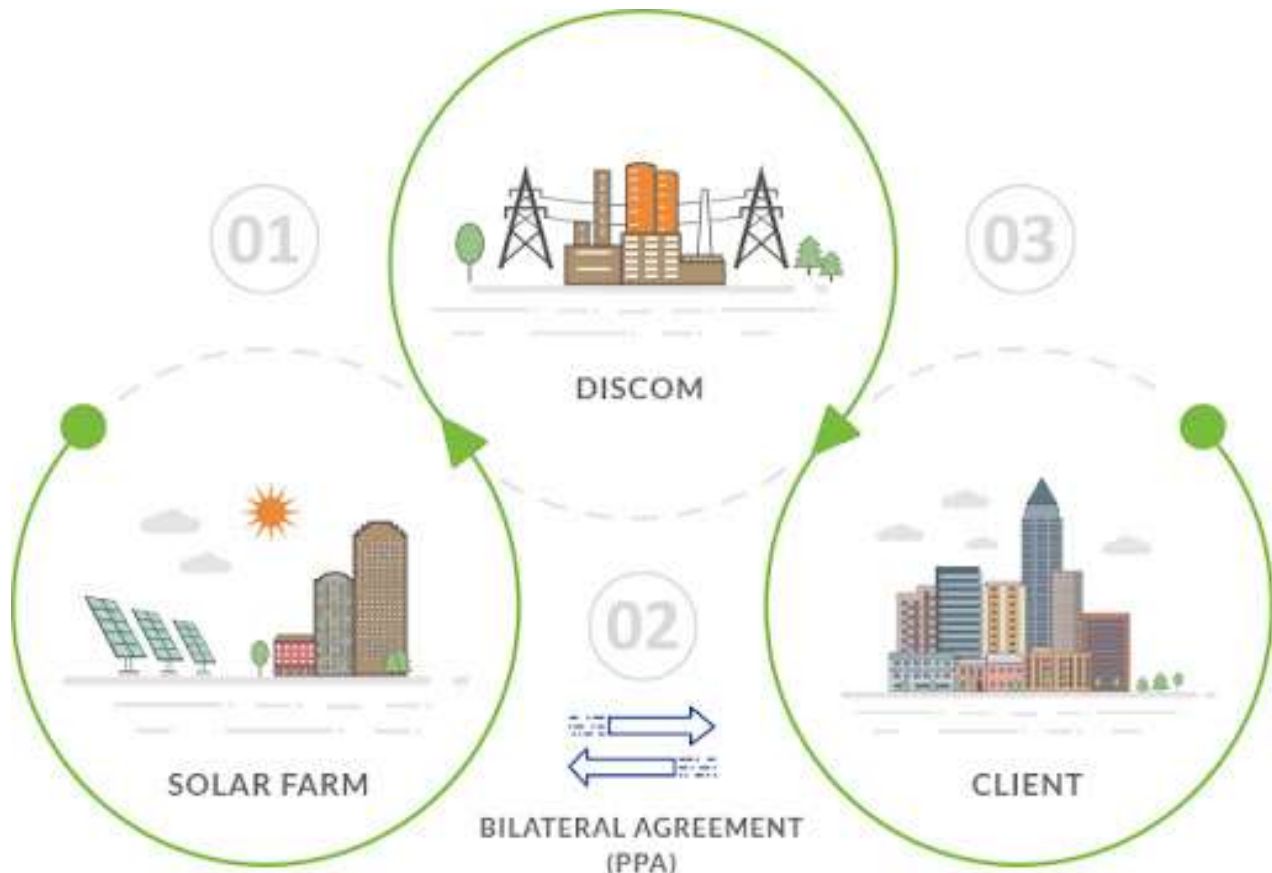 01
03
DISCOM
02
SOLAR FARM
CLIENT
BILATERAL AGREEMENT
(PPA)